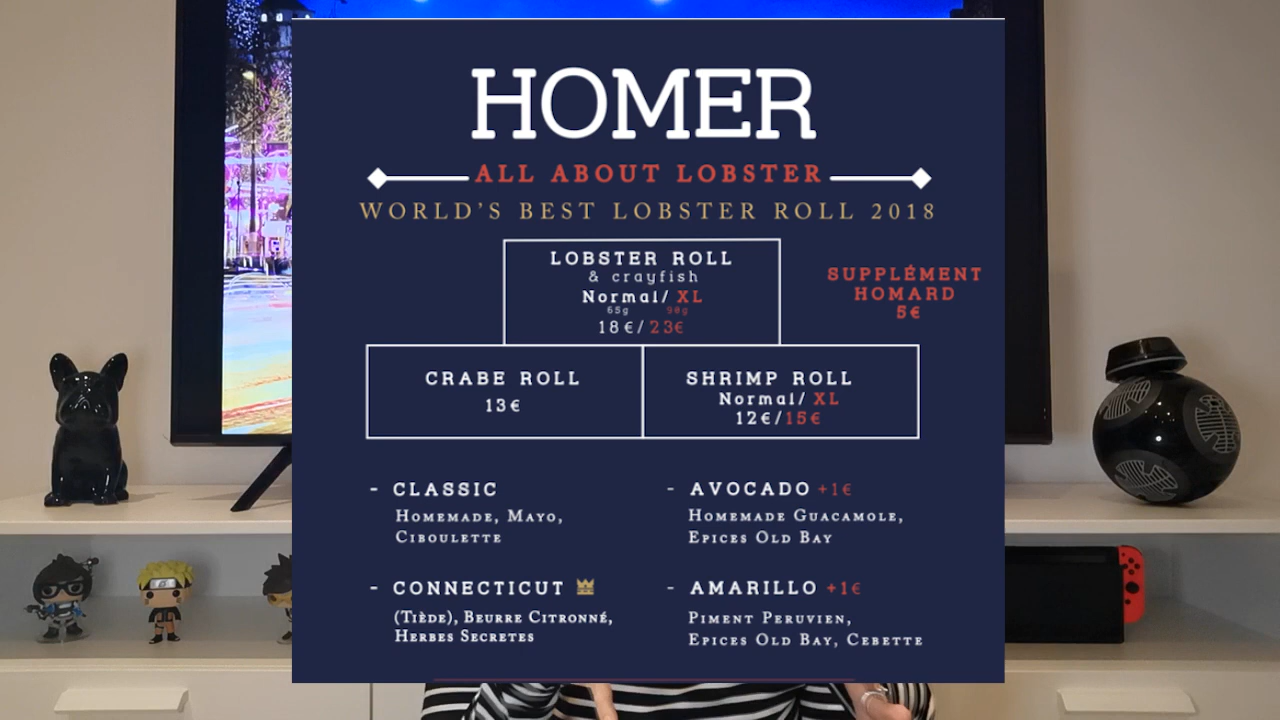 HOMER
ALL ABOUT LOBSTER
WORLD'S BEST LOBSTER ROLL 2018
LOBSTER ROLL
& crayfish
Normal/ XL
65g 98g
18€/23€
SUPPLÉMENT
HOMARD
5€
CRABE ROLL
13€
SHRIMP ROLL
Normal/ XL
12€/15€
- CLASSIC
Homemade, Mayo,
Ciboulette
- AVOCADO +1€
Homemade Guacamole,
Epices Old Bay
- CONNECTICUT
(Tiède), Beurre Citronné,
Herbes Secretes
- AMARILLO +1€
Piment Peruvien,
Epices Old Bay, Cebette